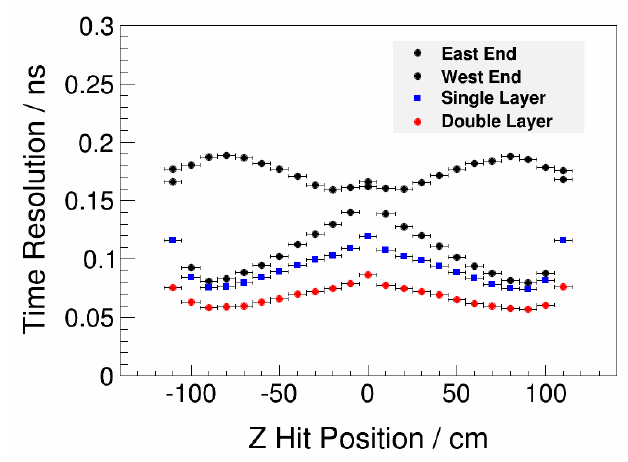 0.3
0.25
0.2
0.15
0.1
0.05
0
Time Resolution / ns
East End
West End
Single Layer
Double Layer
-100 -50 0 50 100
Z Hit Position / cm